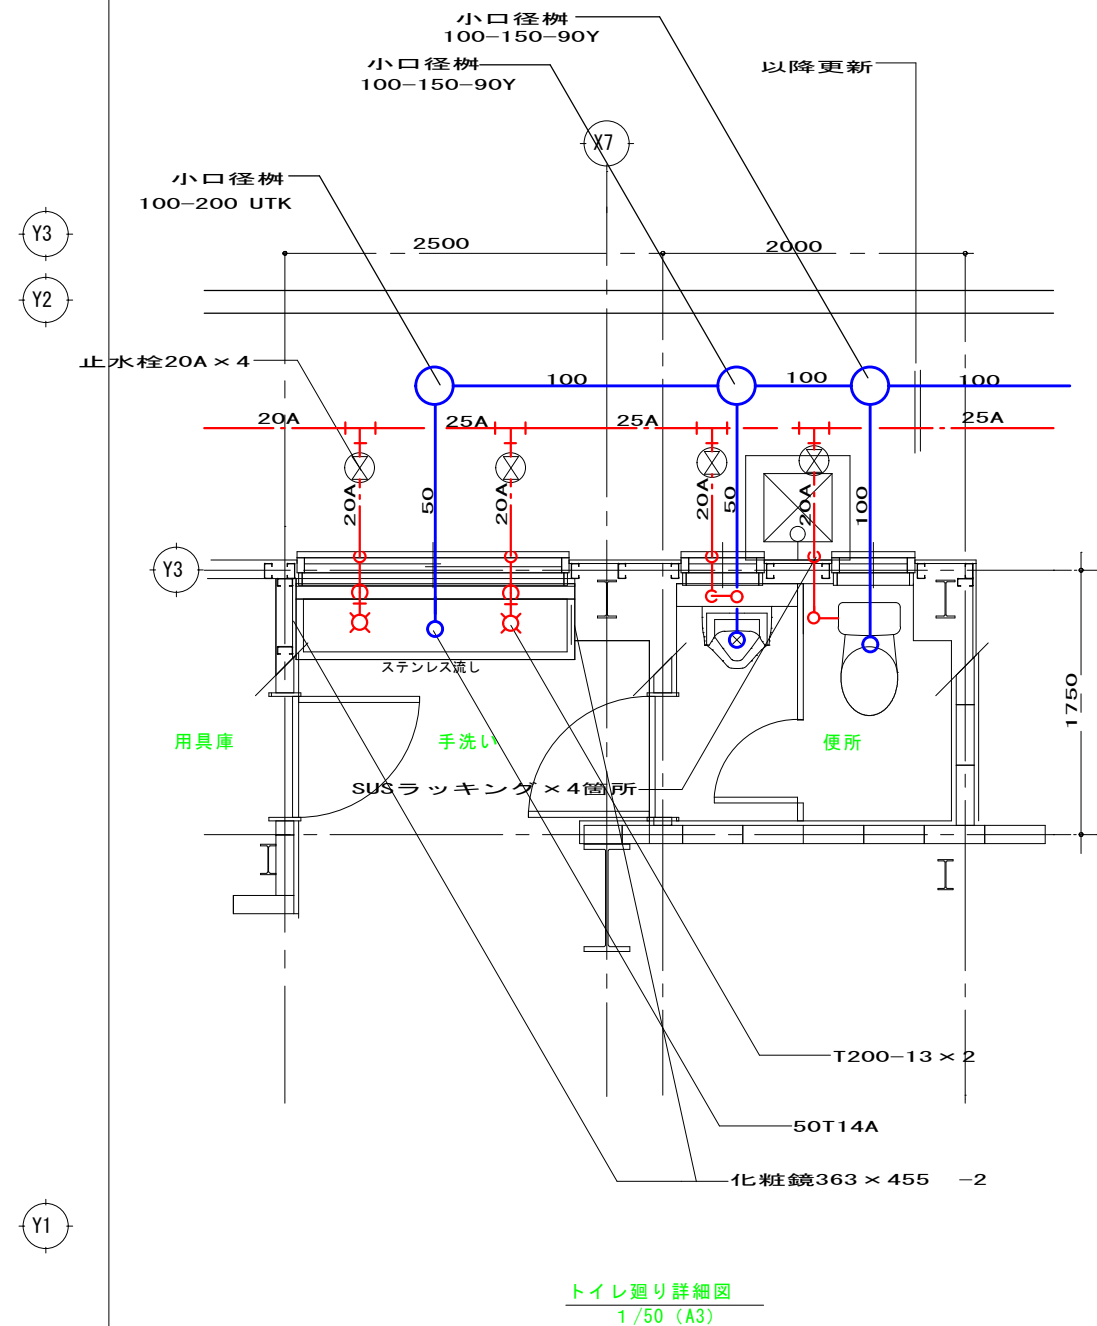 小口径桝
100-150-90Y
小口径桝
100-150-90Y
以降更新
X7
小口径桝
100-200 UTK
Y3
2500
2000
Y2
止水栓20A×4
100
100
100
20A
25A
25A
25A
20A
50
20A
20A
50
20A
100
Y3
ステンレス流し
1750
用具庫
手洗い
便所
SUSラッキング×4箇所
T200-13×2
50T14A
化粧鏡363×455 -2
Y1
トイレ廻り詳細図
1/50 (A3)